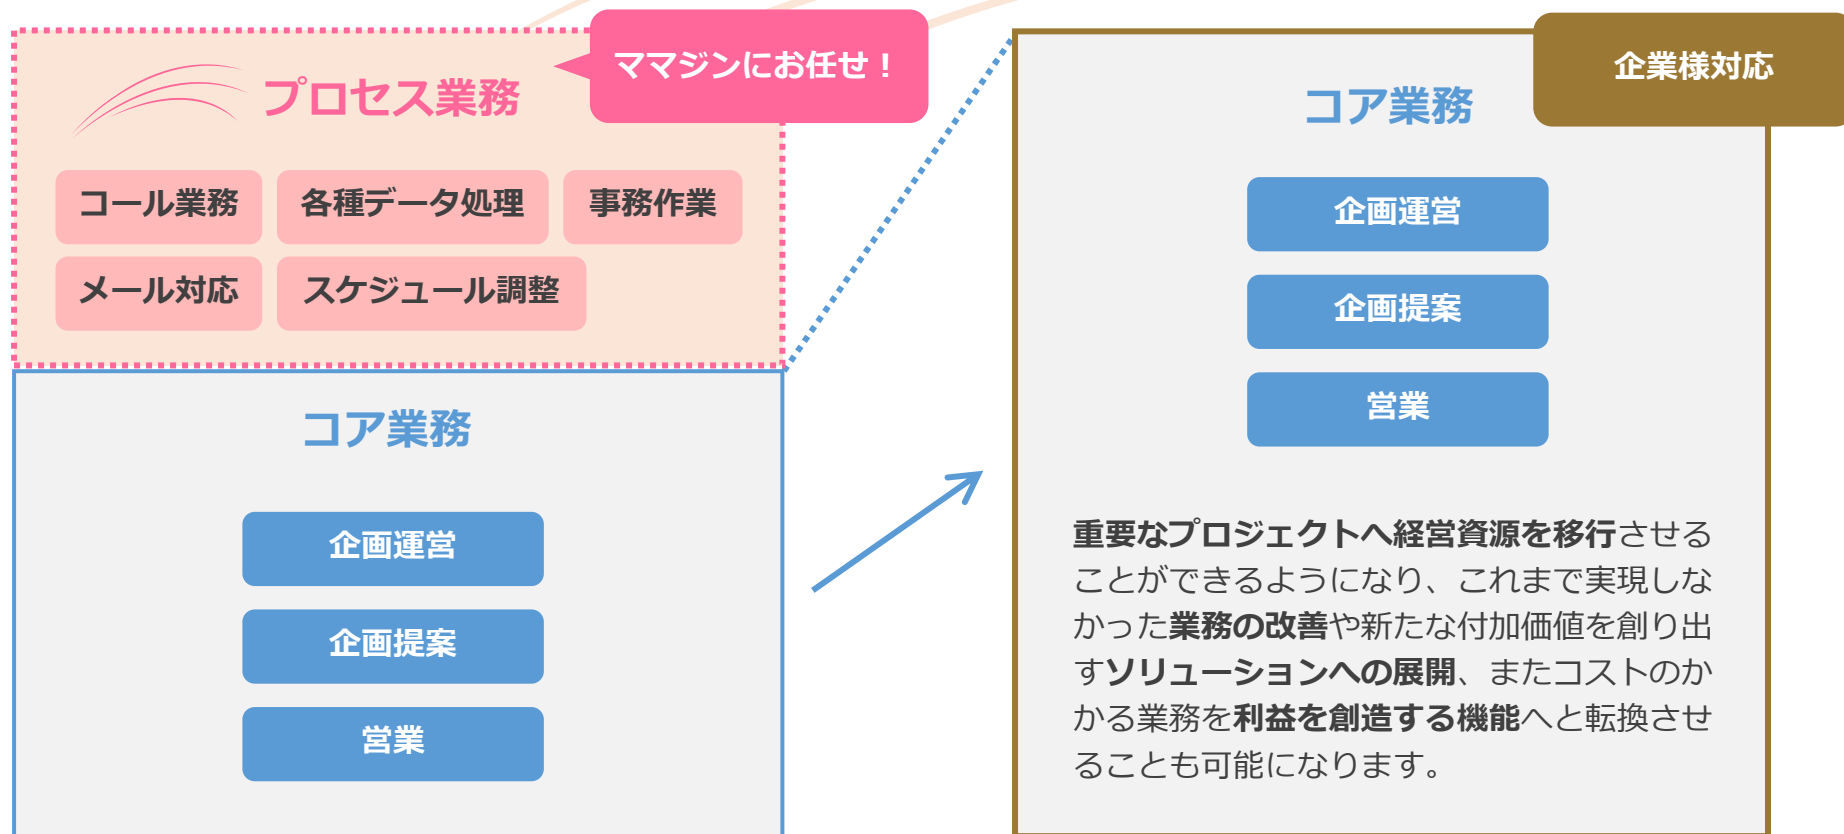 ママジンにお任せ！
プロセス業務
コール業務
各種データ処理
事務作業
メール対応
スケジュール調整
コア業務
企画運営
企画提案
営業
企業様対応
コア業務
企画運営
企画提案
営業
重要なプロジェクトへ経営資源を移行させる
ことができるようになり、これまで実現しな
かった業務の改善や新たな付加価値を創り出
すソリューションへの展開、またコストのか
かる業務を利益を創造する機能へと転換させ
ることも可能になります。